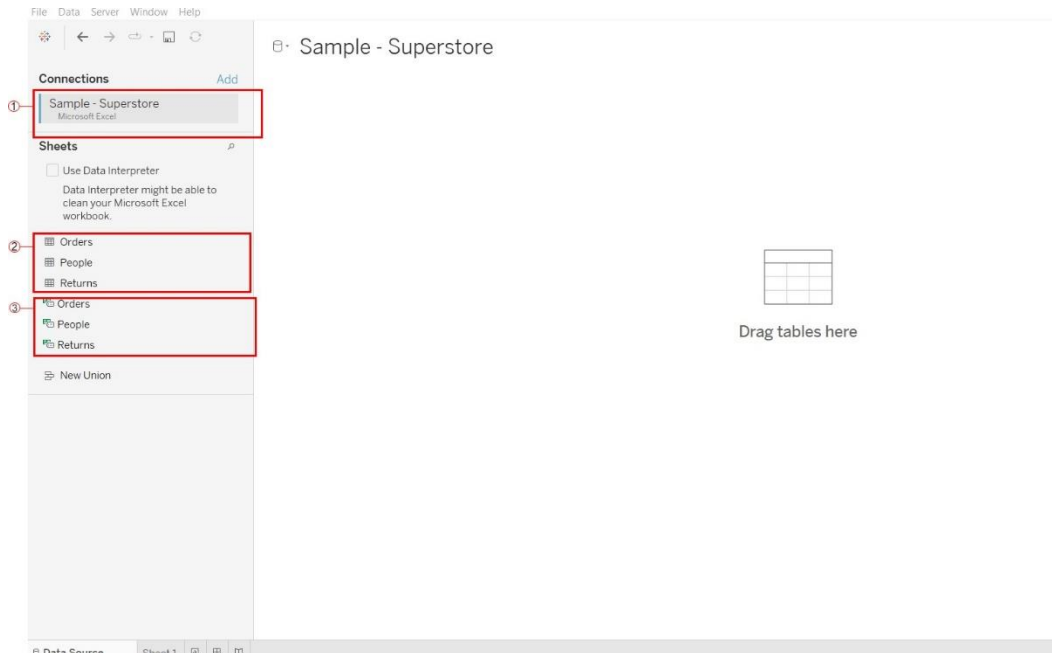 File Data Server Window Help
Sample - Superstore
Connections Add
① Sample - Superstore
Microsoft Excel
Sheets
Use Data Interpreter
Data Interpreter might be able to
clean your Microsoft Excel
workbook.
② Orders
People
Returns
③ Orders
People
Returns
New Union
Drag tables here
Data Source Sheet 1